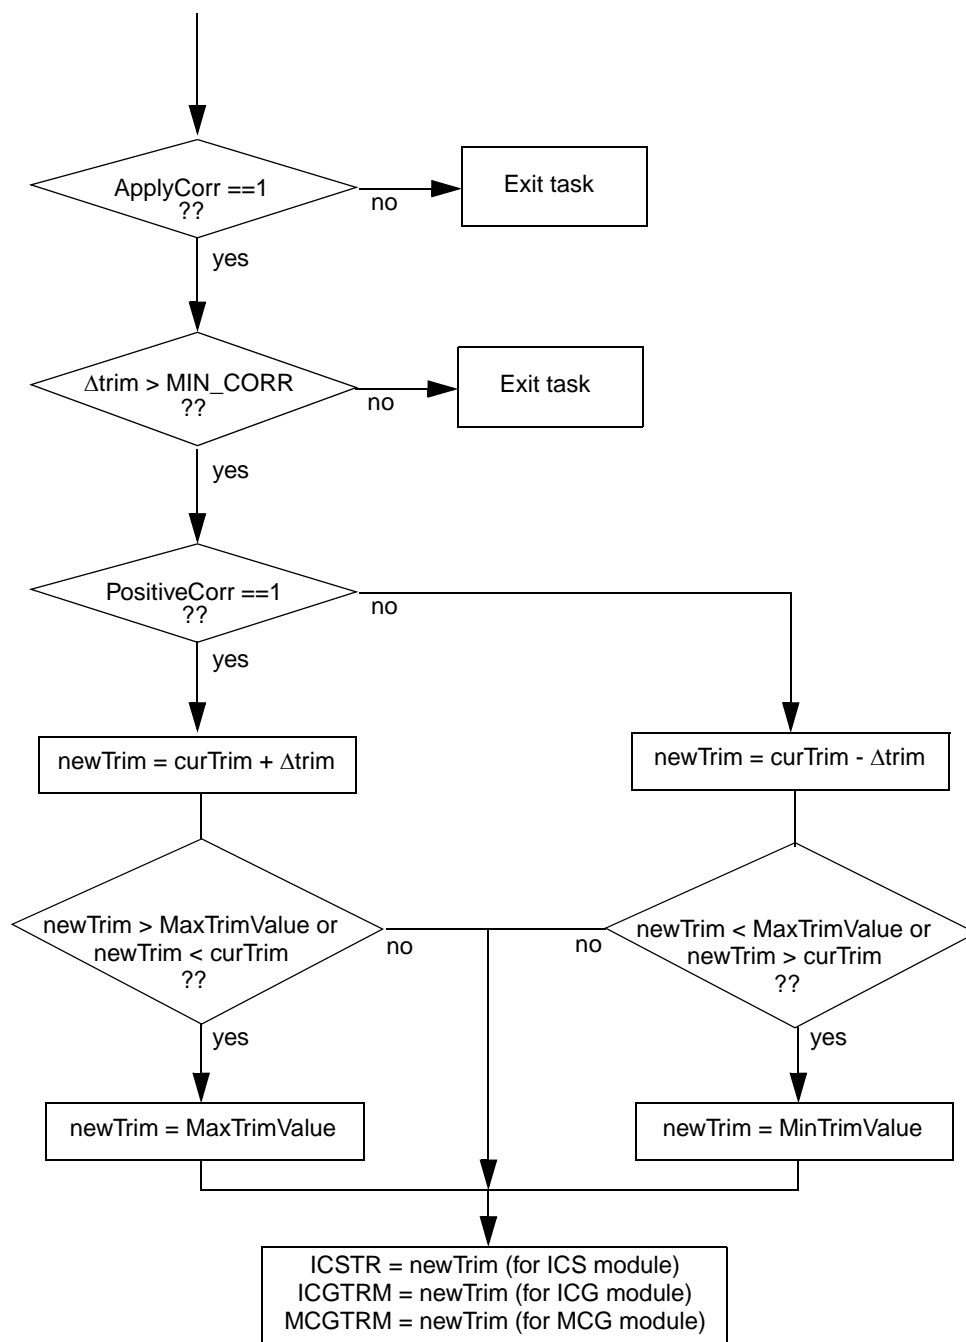 ApplyCorr ==1
??
no
Exit task
yes
Δtrim > MIN_CORR
??
no
Exit task
yes
PositiveCorr ==1
??
no
yes
newTrim = curTrim + Δtrim
newTrim = curTrim - Δtrim
newTrim > MaxTrimValue or
newTrim < curTrim
??
no
no
newTrim < MaxTrimValue or
newTrim > curTrim
??
yes
yes
newTrim = MaxTrimValue
newTrim = MinTrimValue
ICSTR = newTrim (for ICS module)
ICGTRM = newTrim (for ICG module)
MCGTRM = newTrim (for MCG module)